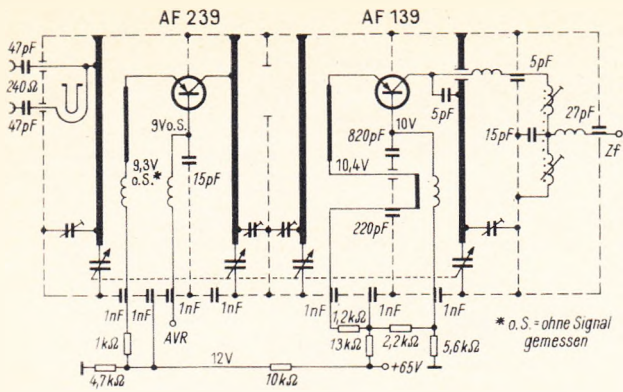 AF 239 AF 139
47pF
240Ω
47pF
9V o.S.
9,3V
o.S.*
15pF
5pF
5pF
10V
820pF
10,4V
220pF
15pF
27pF
Zf
1nF 1nF 1nF 1nF 1nF 1nF
AVR
1kΩ
4,7kΩ
12V
10kΩ
1,2kΩ
13kΩ
2,2kΩ
5,6kΩ
+65V
* o.S.=ohne Signal
gemessen